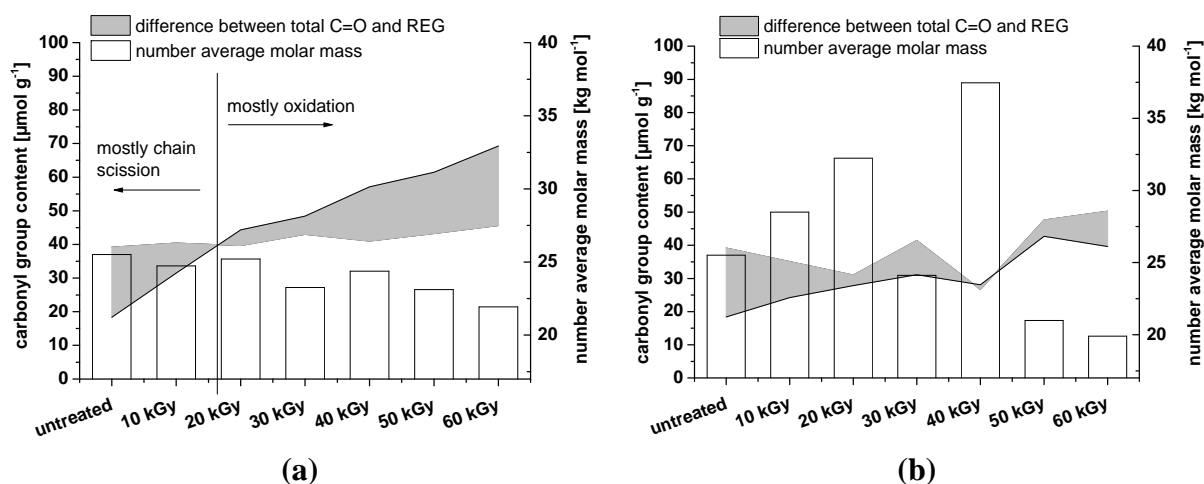 difference between total C=O and REG
number average molar mass
carbonyl group content [µmol g-1]
100
90
80
70
60
50
40
30
20
10
0
mostly oxidation
mostly chain
scission
40
35
30
25
20
number average molar mass [kg mol-1]
untreated
10 kGy
20 kGy
30 kGy
40 kGy
50 kGy
60 kGy
(a)
difference between total C=O and REG
number average molar mass
carbonyl group content [µmol g-1]
100
90
80
70
60
50
40
30
20
10
0
40
35
30
25
20
number average molar mass [kg mol-1]
untreated
10 kGy
20 kGy
30 kGy
40 kGy
50 kGy
60 kGy
(b)